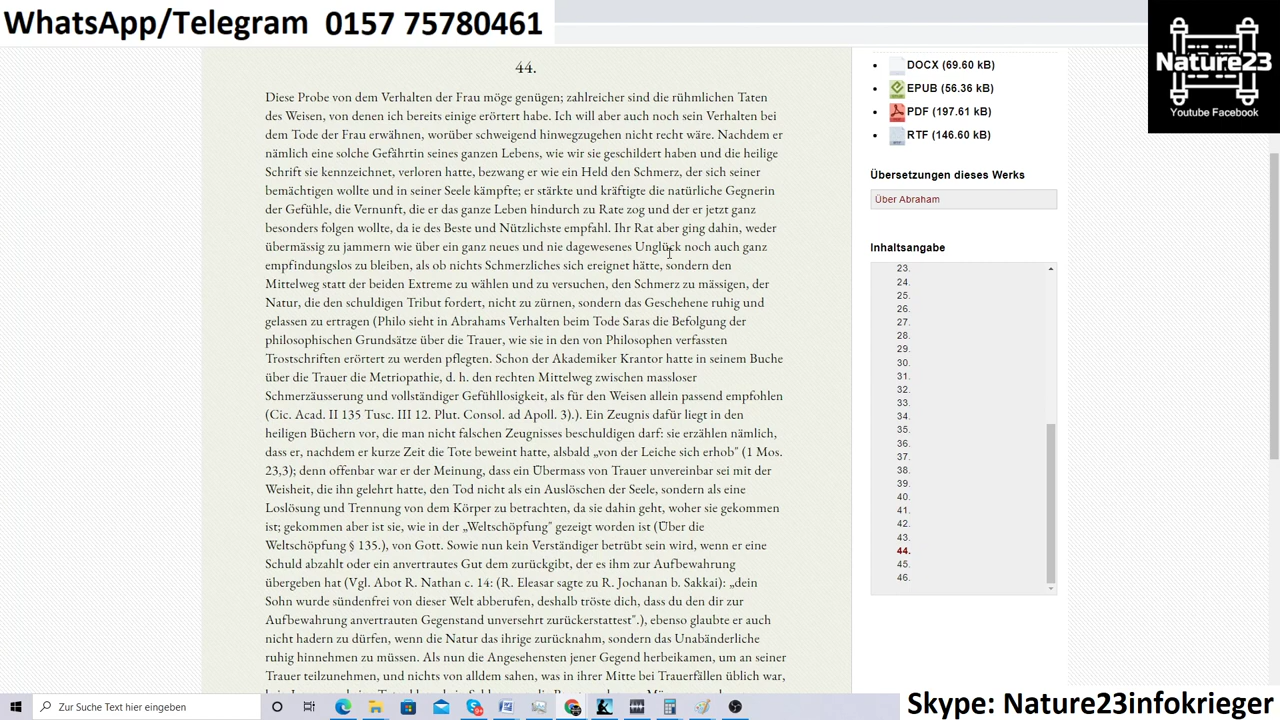 WhatsApp/Telegram 0157 75780461
44.
Diese Probe von dem Verhalten der Frau möge genügen; zahlreicher sind die rühmlichen Taten
des Weisen, von denen ich bereits einige erörtert habe. Ich will aber auch noch sein Verhalten bei
dem Tode der Frau erwähnen, worüber schweigend hinwegzugehen nicht recht wäre. Nachdem er
nämlich eine solche Gefährtin seines ganzen Lebens, wie wir sie geschildert haben und die heilige
Schrift sie kennzeichnet, verloren hatte, bezwang er wie ein Held den Schmerz, der sich seiner
bemächtigen wollte und in seiner Seele kämpfte; er stärkte und kräftigte die natürliche Gegnerin
der Gefühle, die Vernunft, die er das ganze Leben hindurch zu Rate zog und der er jetzt ganz
besonders folgen wollte, da ie des Beste und Nützlichste empfahl. Ihr Rat aber ging dahin, weder
übermässig zu jammern wie über ein ganz neues und nie dagewesenes Unglück noch auch ganz
empfindungslos zu bleiben, als ob nichts Schmerzliches sich ereignet hätte, sondern den
Mittelweg statt der beiden Extreme zu wählen und zu versuchen, den Schmerz zu mässigen, der
Natur, die den schuldigen Tribut fordert, nicht zu zürnen, sondern das Geschehene ruhig und
gelassen zu ertragen (Philo sieht in Abrahams Verhalten beim Tode Saras die Befolgung der
philosophischen Grundsätze über die Trauer, wie sie in den von Philosophen verfassten
Trostschriften erörtert zu werden pflegten. Schon der Akademiker Krantor hatte in seinem Buche
über die Trauer die Metriopathie, d. h. den rechten Mittelweg zwischen massloser
Schmerzäusserung und vollständiger Gefühllosigkeit, als für den Weisen allein passend empfohlen
(Cic. Acad. II 135 Tusc. III 12. Plut. Consol. ad Apoll. 3).). Ein Zeugnis dafür liegt in den
heiligen Büchern vor, die man nicht falschen Zeugnisses beschuldigen darf: sie erzählen nämlich,
dass er, nachdem er kurze Zeit die Tote beweint hatte, alsbald „von der Leiche sich erhob" (1 Mos.
23,3); denn offenbar war er der Meinung, dass ein Übermass von Trauer unvereinbar sei mit der
Weisheit, die ihn gelehrt hatte, den Tod nicht als ein Auslöschen der Seele, sondern als eine
Loslösung und Trennung von dem Körper zu betrachten, da sie dahin geht, woher sie gekommen
ist; gekommen aber ist sie, wie in der „Weltschöpfung" gezeigt worden ist (Über die
Weltschöpfung § 135.), von Gott. Sowie nun kein Verständiger betrübt sein wird, wenn er eine
Schuld abzahlt oder ein anvertrautes Gut dem zurückgibt, der es ihm zur Aufbewahrung
übergeben hat (Vgl. Abot R. Nathan c. 14: (R. Eleasar sagte zu R. Jochanan b. Sakkai): „dein
Sohn wurde sündenfrei von dieser Welt abberufen, deshalb tröste dich, dass du den dir zur
Aufbewahrung anvertrauten Gegenstand unversehrt zurückerstattest".), ebenso glaubte er auch
nicht hadern zu dürfen, wenn die Natur das ihrige zurücknahm, sondern das Unabänderliche
ruhig hinnehmen zu müssen. Als nun die Angesehensten jener Gegend herbeikamen, um an seiner
Trauer teilzunehmen, und nichts von alldem sahen, was in ihrer Mitte bei Trauerfällen üblich war,
DOCX (69.60 kB)
EPUB (56.36 kB)
PDF (197.61 kB)
RTF (146.60 kB)
Übersetzungen dieses Werks
Über Abraham
Inhaltsangabe
23.
24.
25.
26.
27.
28.
29.
30.
31.
32.
33.
34.
35.
36.
37.
38.
39.
40.
41.
42.
43.
44.
45.
46.
Nature23
Youtube Facebook
Zur Suche Text hier eingeben
Skype: Nature23infokrieger